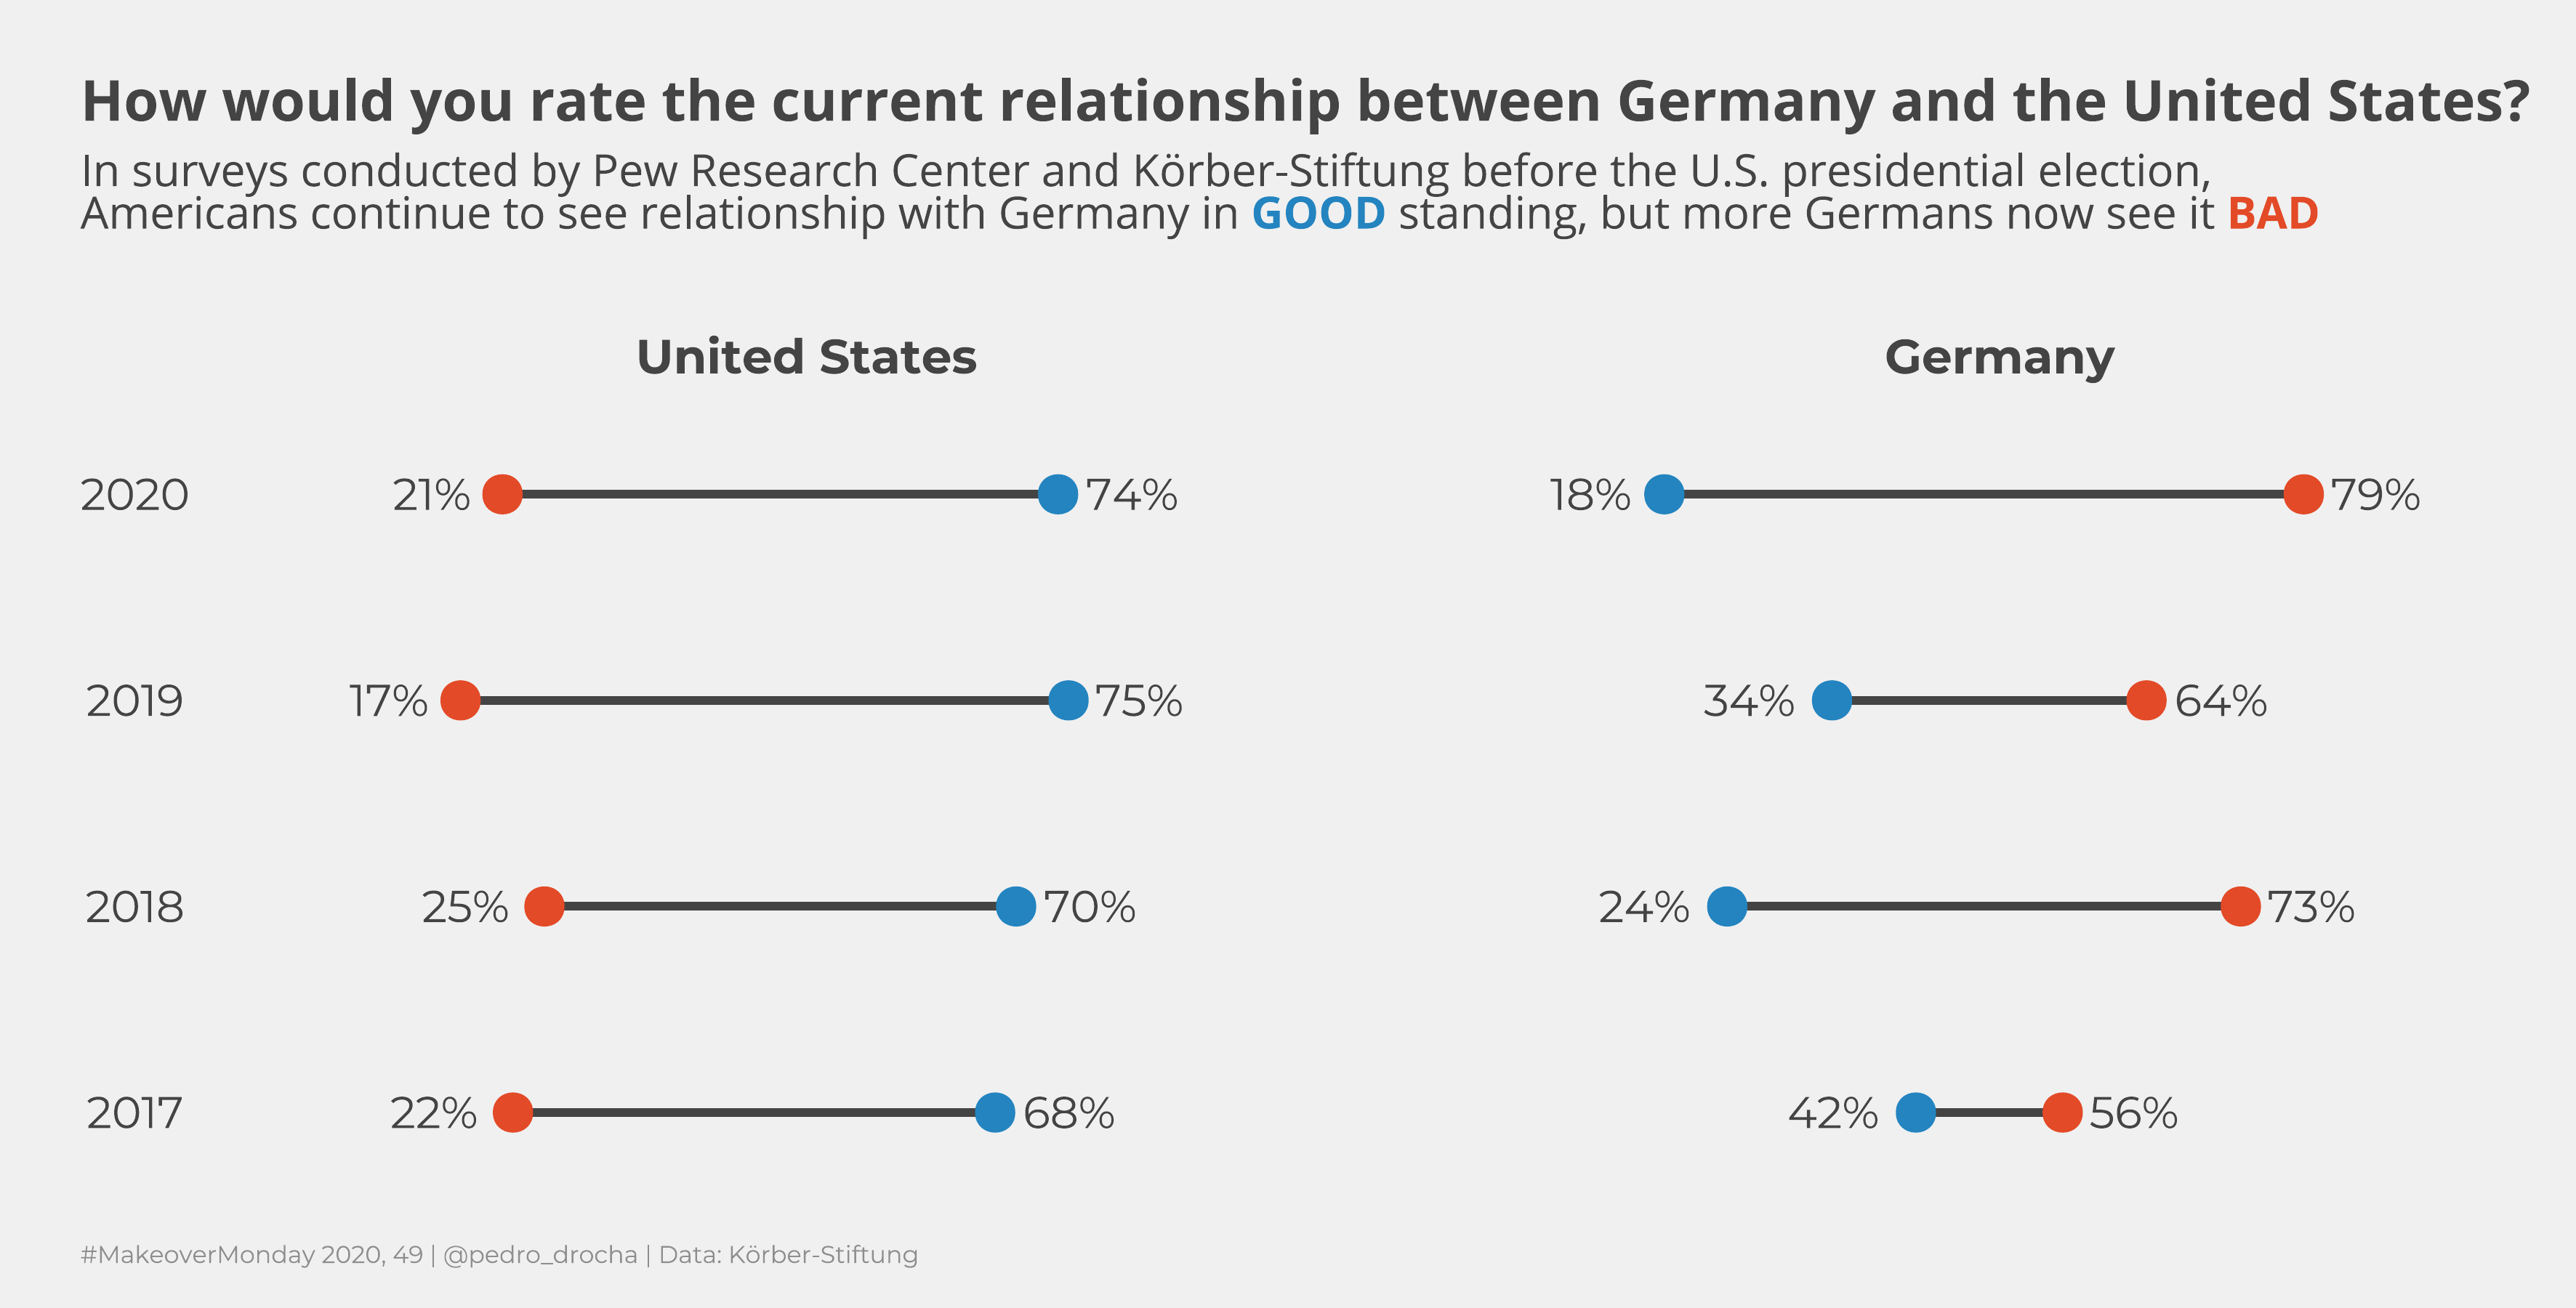 How would you rate the current relationship between Germany and the United States?
In surveys conducted by Pew Research Center and Körber-Stiftung before the U.S. presidential election,
Americans continue to see relationship with Germany in GOOD standing, but more Germans now see it BAD
United States Germany
2020 21% 74% 18% 79%
2019 17% 75% 34% 64%
2018 25% 70% 24% 73%
2017 22% 68% 42% 56%
#MakeoverMonday 2020, 49 | @pedro_drocha | Data: Körber-Stiftung